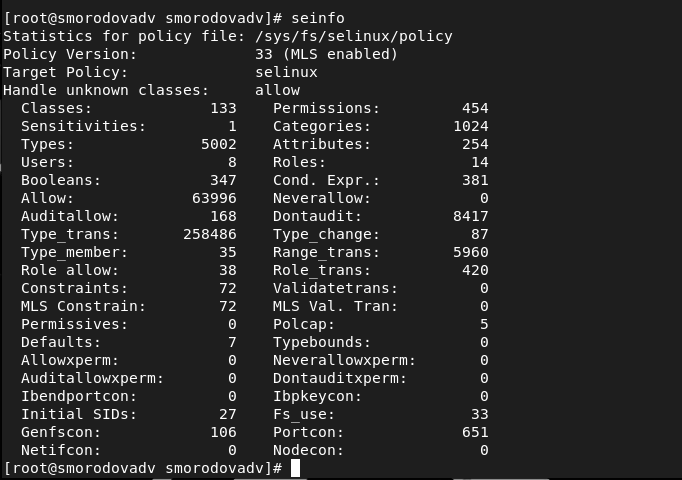 [root@smorodovadv smorodovadv]# seinfo
Statistics for policy file: /sys/fs/selinux/policy
Policy Version:             33 (MLS enabled)
Target Policy:              selinux
Handle unknown classes:     allow
  Classes:             133    Permissions:         454
  Sensitivities:         1    Categories:         1024
  Types:              5002    Attributes:          254
  Users:                 8    Roles:                14
  Booleans:            347    Cond. Expr.:         381
  Allow:             63996    Neverallow:            0
  Auditallow:          168    Dontaudit:          8417
  Type_trans:       258486    Type_change:          87
  Type_member:          35    Range_trans:        5960
  Role allow:           38    Role_trans:          420
  Constraints:          72    Validatetrans:         0
  MLS Constrain:        72    MLS Val. Tran:         0
  Permissives:           0    Polcap:                5
  Defaults:              7    Typebounds:            0
  Allowxperm:            0    Neverallowxperm:       0
  Auditallowxperm:       0    Dontauditxperm:        0
  Ibendportcon:          0    Ibpkeycon:             0
  Initial SIDs:         27    Fs_use:               33
  Genfscon:            106    Portcon:             651
  Netifcon:              0    Nodecon:               0
[root@smorodovadv smorodovadv]#